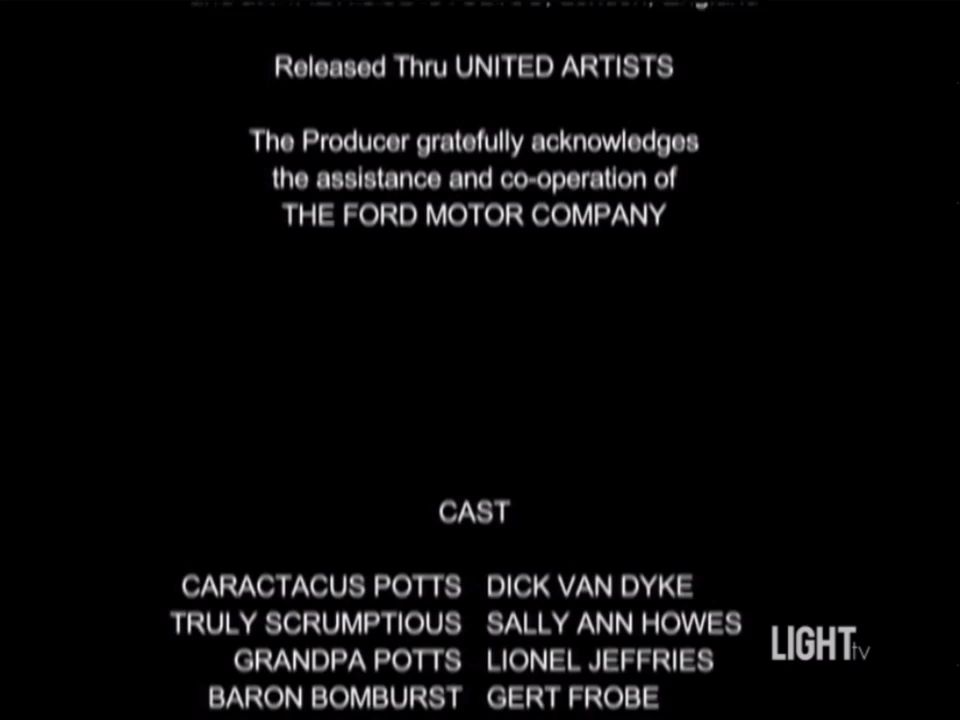 Released Thru UNITED ARTISTS
The Producer gratefully acknowledges
the assistance and co-operation of
THE FORD MOTOR COMPANY
CAST
CARACTACUS POTTS DICK VAN DYKE
TRULY SCRUMPTIOUS SALLY ANN HOWES
GRANDPA POTTS LIONEL JEFFRIES
BARON BOMBURST GERT FROBE
LIGHTtv